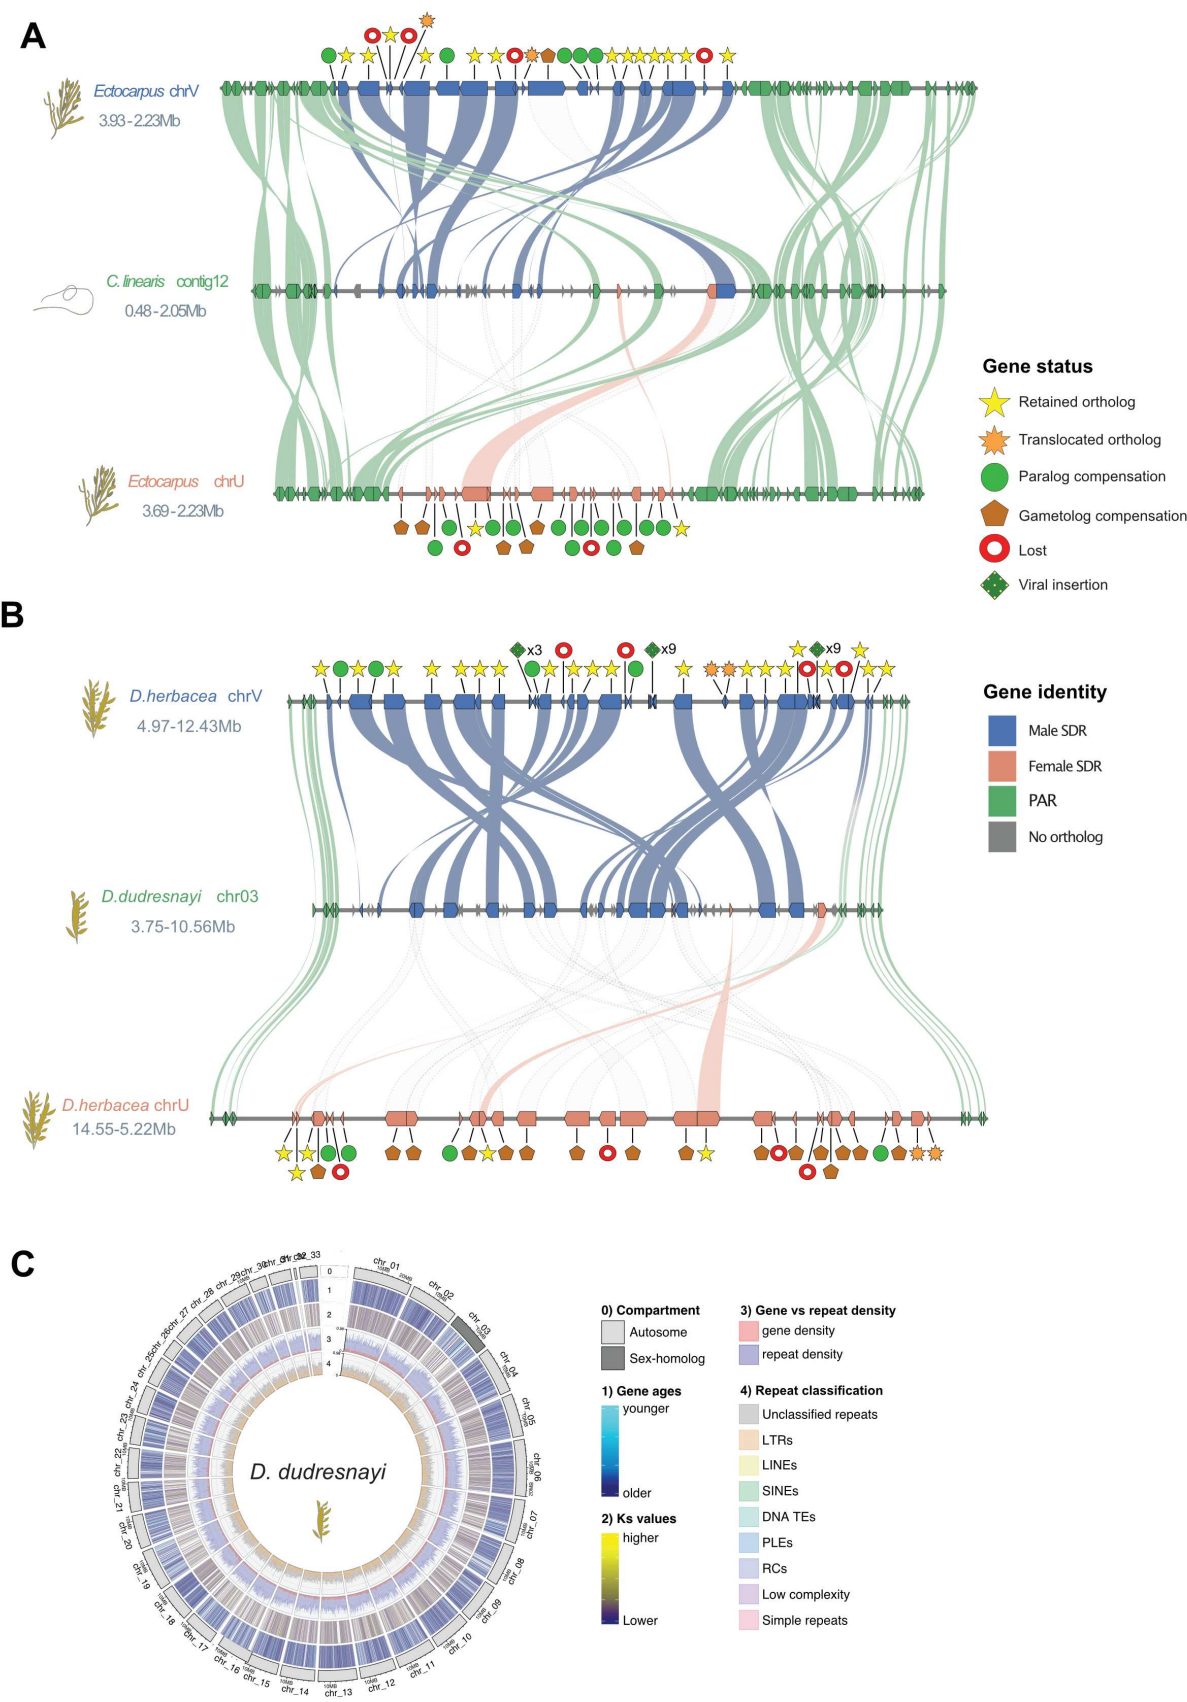 A
Ectocarpus chrV
3.93 - 2.23Mb
C. linearis contig12
0.48 - 2.05Mb
Ectocarpus chrU
3.69 - 2.23Mb
Gene status
Retained ortholog
Translocated ortholog
Paralog compensation
Gametolog compensation
Lost
Viral insertion
B
x3
x9
x9
D.herbacea chrV
4.97-12.43Mb
D.dudresnayi chr03
3.75-10.56Mb
D.herbacea chrU
14.55-5.22Mb
Gene identity
Male SDR
Female SDR
PAR
No ortholog
C
chr_01
chr_02
chr_03
chr_04
chr_05
chr_06
chr_07
chr_08
chr_09
chr_10
chr_11
chr_12
chr_13
chr_14
chr_15
chr_16
chr_17
chr_18
chr_19
chr_20
chr_21
chr_22
chr_23
chr_24
chr_25
chr_26
chr_27
chr_28
chr_29
chr_30
chr_31
chr_32
chr_33
0
1
2
3
4
D. dudresnayi
0) Compartment
Autosome
Sex-homolog
1) Gene ages
younger
older
2) Ks values
higher
Lower
3) Gene vs repeat density
gene density
repeat density
4) Repeat classification
Unclassified repeats
LTRs
LINEs
SINEs
DNA TEs
PLEs
RCs
Low complexity
Simple repeats